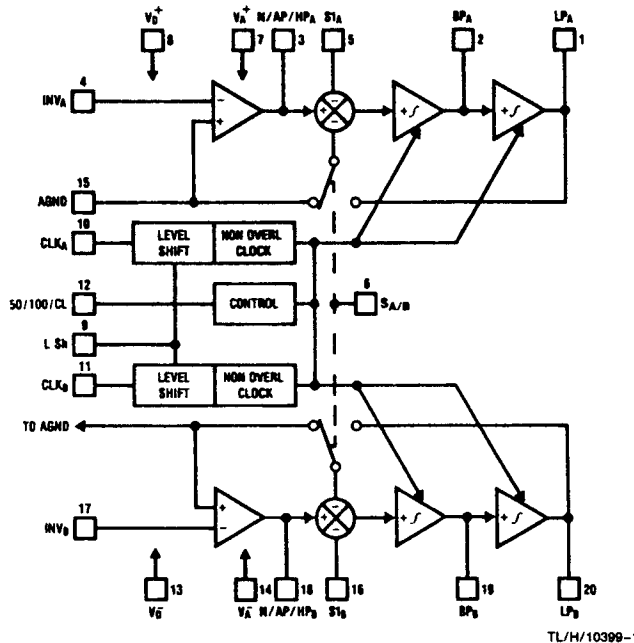 V_D^+ V_A^+ N/AP/HP_A S1_A BP_A LP_A
8 7 3 5 2 1
4
INV_A
- +
+ - -
+∫ +∫
15
AGND
10
CLK_A
LEVEL SHIFT
NON OVERL CLOCK
12
50/100/CL
CONTROL
6
S_A/B
9
L Sh
11
CLK_B
LEVEL SHIFT
NON OVERL CLOCK
TO AGND
17
INV_B
+ -
+ - -
+∫ +∫
13 14 18 16 19 20
V_D^- V_A^- N/AP/HP_B S1_B BP_B LP_B
TL/H/10399-1